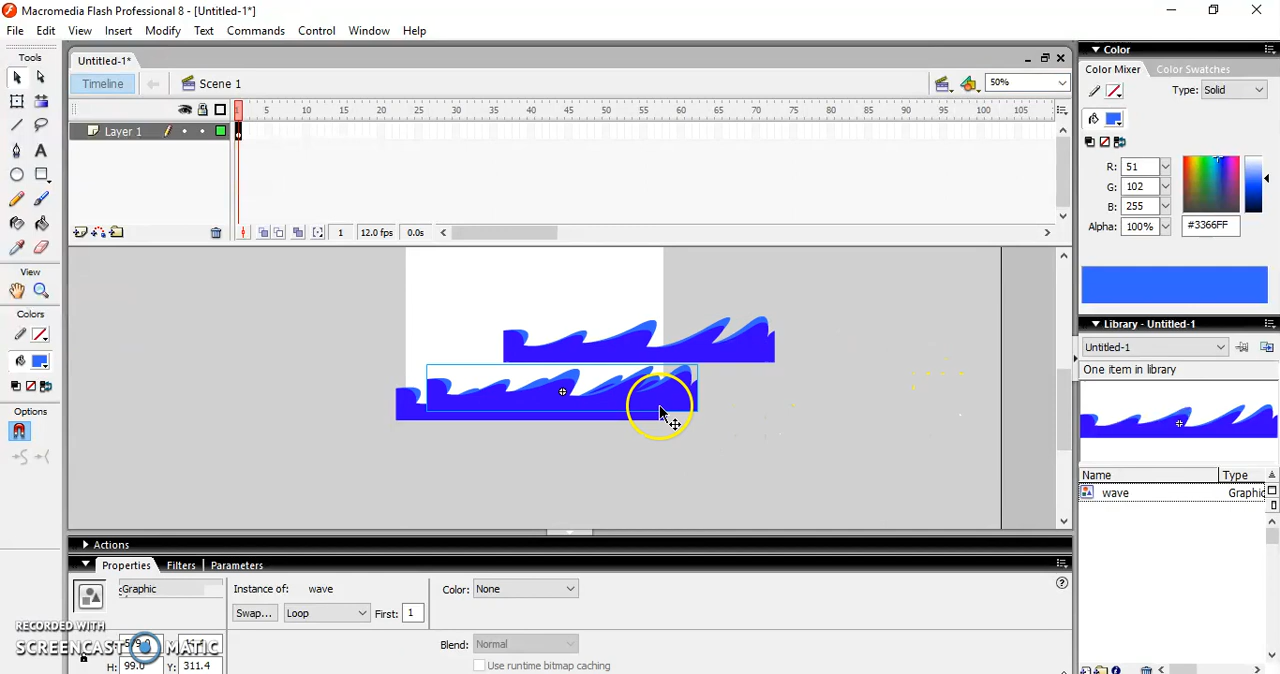 Macromedia Flash Professional 8 - [Untitled-1*]
File Edit View Insert Modify Text Commands Control Window Help
Tools
View
Colors
Options
Untitled-1*
Timeline Scene 1 50%
5 10 15 20 25 30 35 40 45 50 55 60 65 70 75 80 85 90 95 100 105
Layer 1
1 12.0 fps 0.0s
Actions
Properties Filters Parameters
Graphic Instance of: wave Color: None
Swap... Loop First: 1
Blend: Normal
H: 99.0 Y: 311.4 Use runtime bitmap caching
RECORDED WITH
SCREENCAST MATIC
Color
Color Mixer Color Swatches
Type: Solid
R: 51
G: 102
B: 255
Alpha: 100% #3366FF
Library - Untitled-1
Untitled-1
One item in library
Name Type
wave Graphic